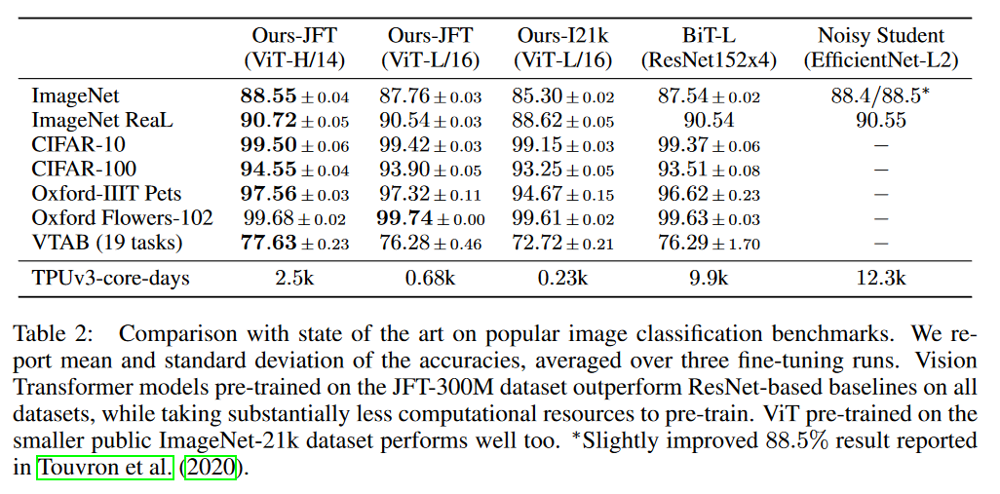 Ours-JFT Ours-JFT Ours-I21k BiT-L Noisy Student
(ViT-H/14) (ViT-L/16) (ViT-L/16) (ResNet152x4) (EfficientNet-L2)
ImageNet 88.55 ± 0.04 87.76 ± 0.03 85.30 ± 0.02 87.54 ± 0.02 88.4/88.5*
ImageNet ReaL 90.72 ± 0.05 90.54 ± 0.03 88.62 ± 0.05 90.54 90.55
CIFAR-10 99.50 ± 0.06 99.42 ± 0.03 99.15 ± 0.03 99.37 ± 0.06 −
CIFAR-100 94.55 ± 0.04 93.90 ± 0.05 93.25 ± 0.05 93.51 ± 0.08 −
Oxford-IIIT Pets 97.56 ± 0.03 97.32 ± 0.11 94.67 ± 0.15 96.62 ± 0.23 −
Oxford Flowers-102 99.68 ± 0.02 99.74 ± 0.00 99.61 ± 0.02 99.63 ± 0.03 −
VTAB (19 tasks) 77.63 ± 0.23 76.28 ± 0.46 72.72 ± 0.21 76.29 ± 1.70 −
TPUv3-core-days 2.5k 0.68k 0.23k 9.9k 12.3k
Table 2: Comparison with state of the art on popular image classification benchmarks. We re-
port mean and standard deviation of the accuracies, averaged over three fine-tuning runs. Vision
Transformer models pre-trained on the JFT-300M dataset outperform ResNet-based baselines on all
datasets, while taking substantially less computational resources to pre-train. ViT pre-trained on the
smaller public ImageNet-21k dataset performs well too. *Slightly improved 88.5% result reported
in Touvron et al. (2020).